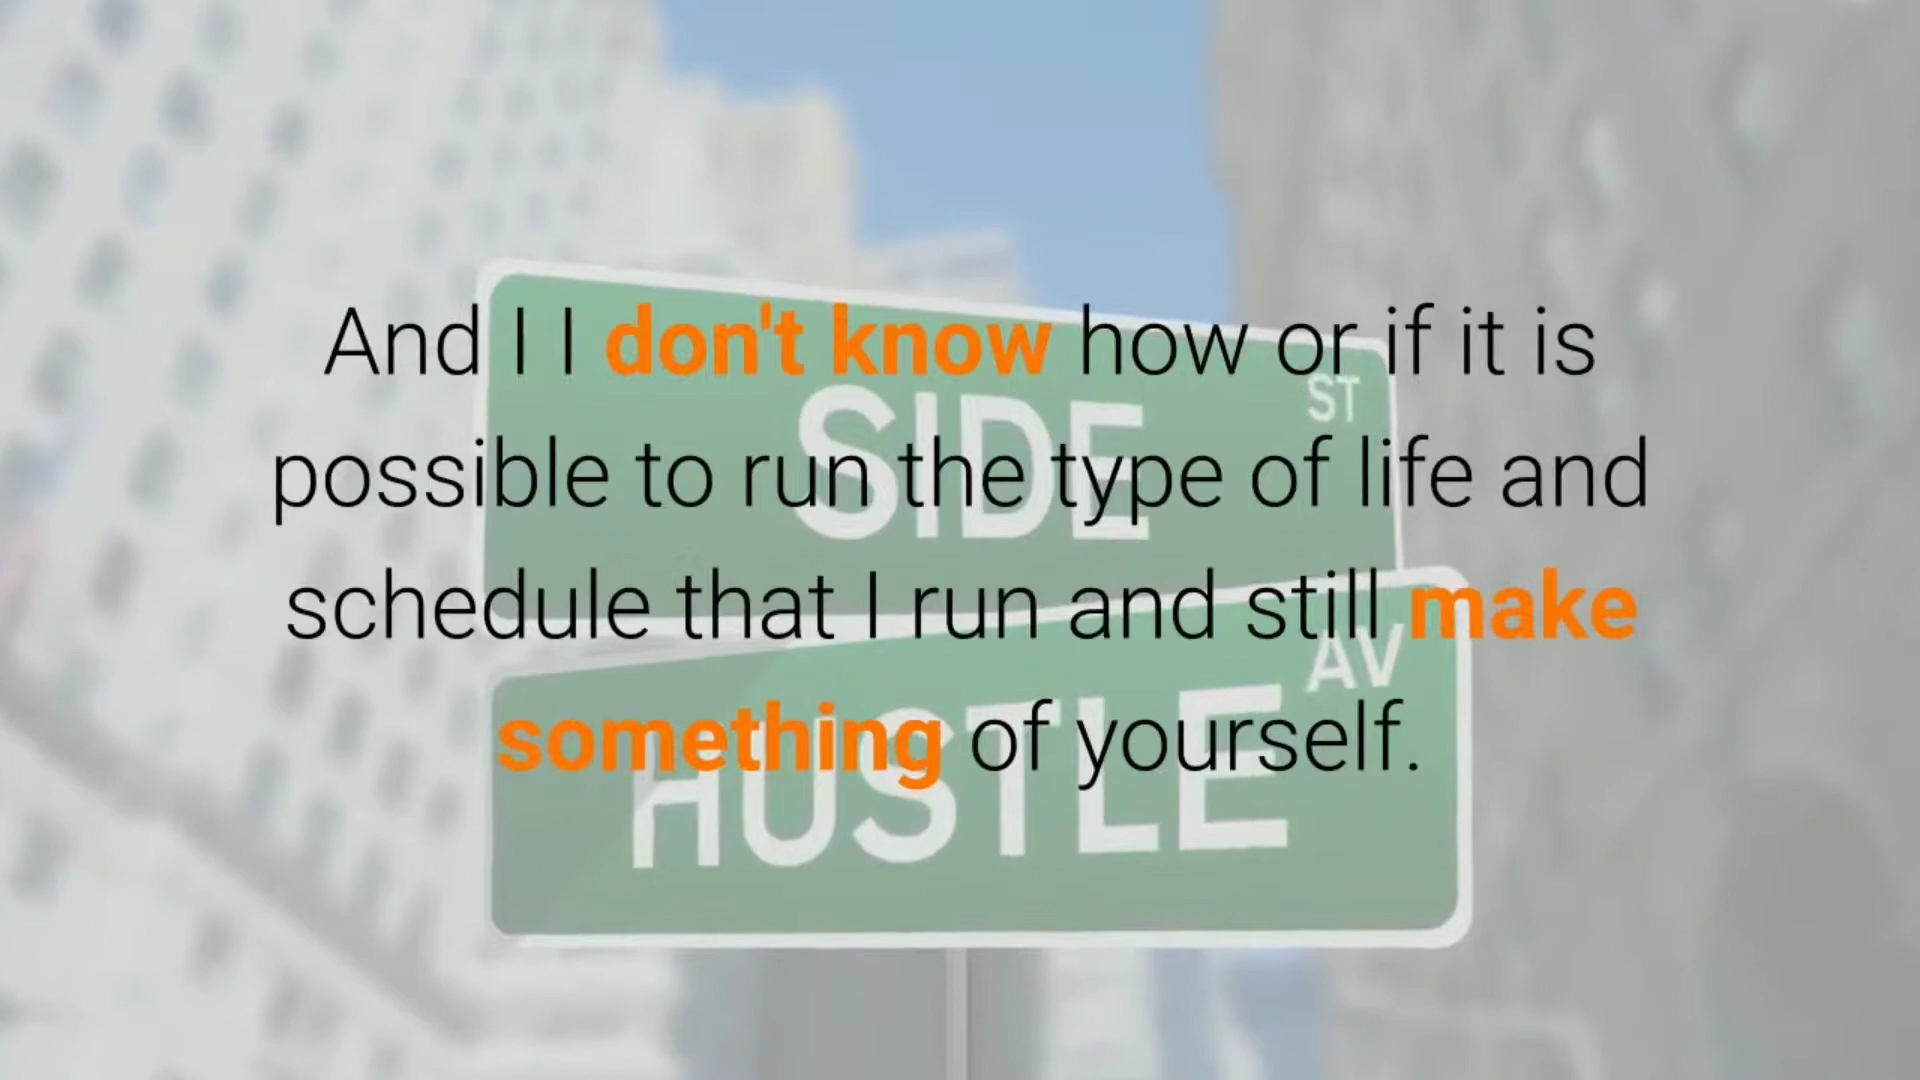 And I I don't know how or if it is
possible to run the type of life and
schedule that I run and still make
something of yourself.
SIDE ST
HUSTLE AV